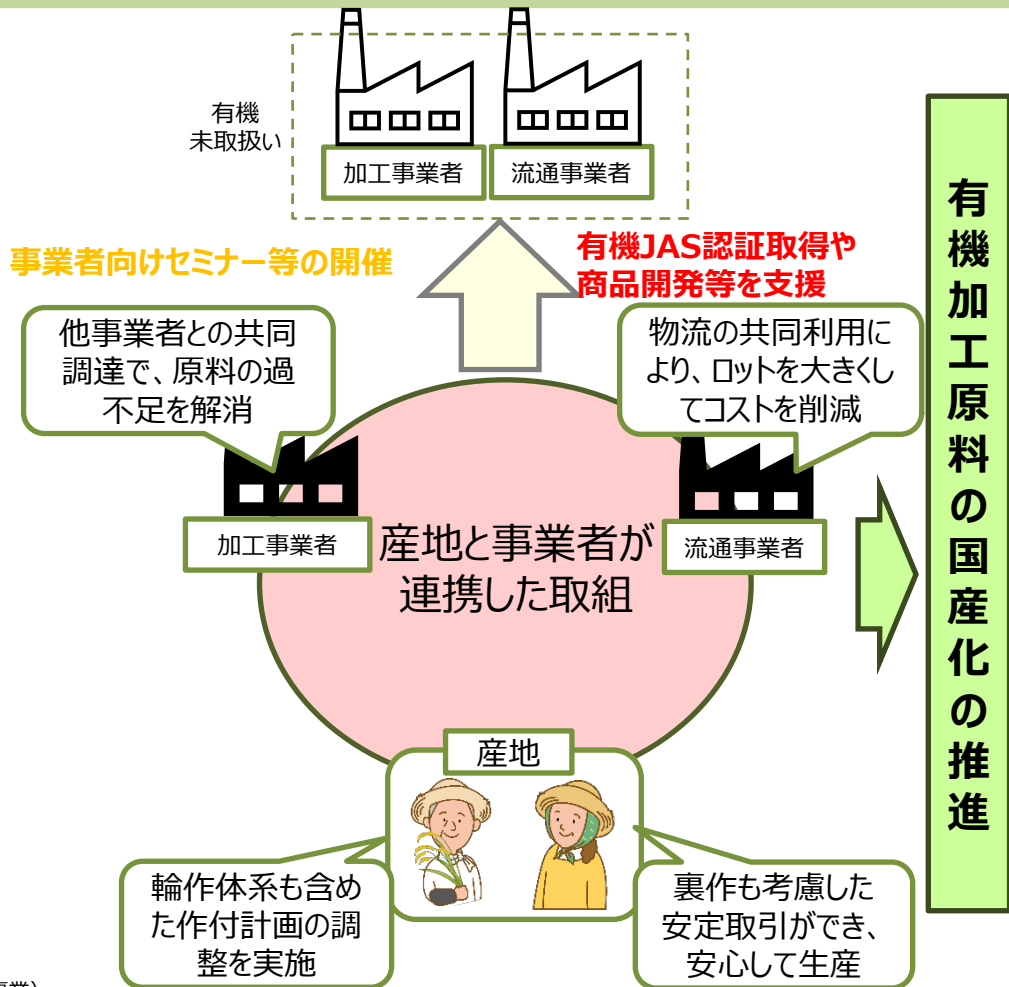 有機
未取扱い
加工事業者
流通事業者
事業者向けセミナー等の開催
有機JAS認証取得や
商品開発等を支援
他事業者との共同
調達で、原料の過
不足を解消
物流の共同利用に
より、ロットを大きくし
てコストを削減
加工事業者
産地と事業者が
連携した取組
流通事業者
有機加工原料の国産化の推進
産地
輪作体系も含め
た作付計画の調
整を実施
裏作も考慮した
安定取引ができ、
安心して生産